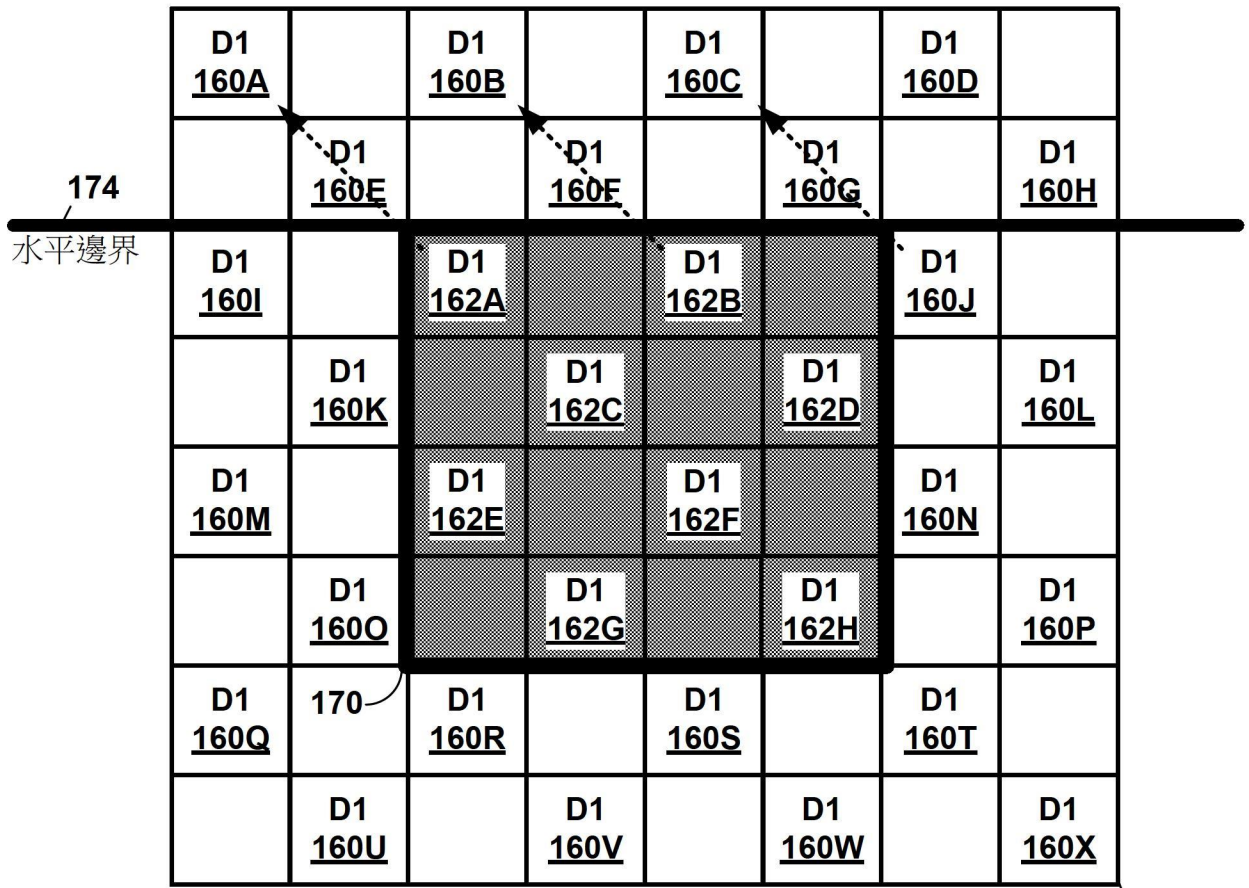 D1 D1 D1 D1
160A 160B 160C 160D
D1 D1 D1 D1
160E 160F 160G 160H
174
水平邊界
D1 D1 D1 D1
160I 162A 162B 160J
D1 D1 D1 D1
160K 162C 162D 160L
D1 D1 D1 D1
160M 162E 162F 160N
D1 D1 D1 D1
160O 162G 162H 160P
170
D1 D1 D1 D1
160Q 160R 160S 160T
D1 D1 D1 D1
160U 160V 160W 160X